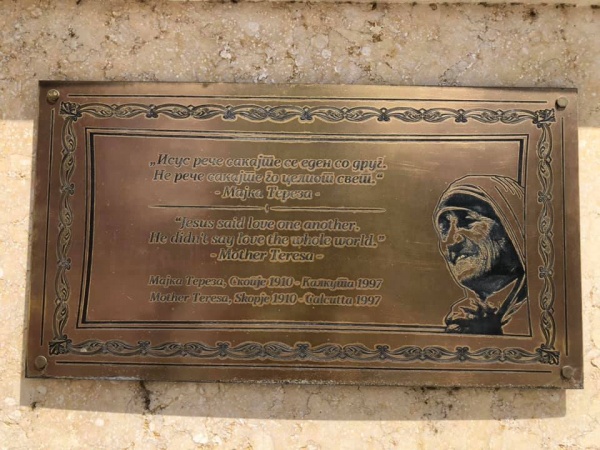 „Исус рече сакајте се еден со друг.
Не рече сакајте го целиот свет.“
- Мајка Тереза -
"Jesus said love one another.
He didn't say love the whole world."
- Mother Teresa -
Мајка Тереза, Скопје 1910 - Калкута 1997
Mother Teresa, Skopje 1910 - Calcutta 1997